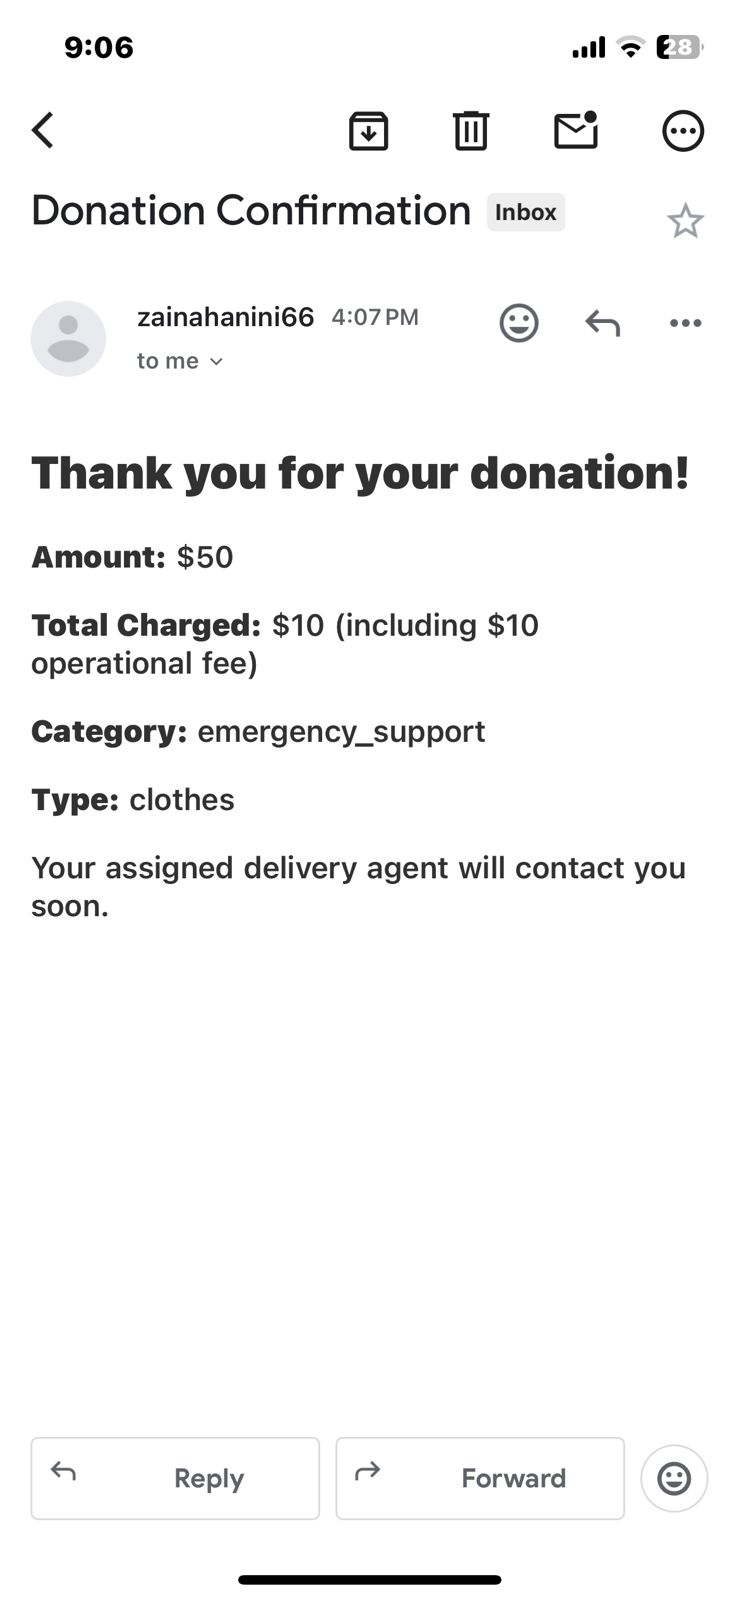 9:06
28
Donation Confirmation Inbox
zainahanini66 4:07 PM
to me
Thank you for your donation!
Amount: $50
Total Charged: $10 (including $10
operational fee)
Category: emergency_support
Type: clothes
Your assigned delivery agent will contact you
soon.
Reply Forward